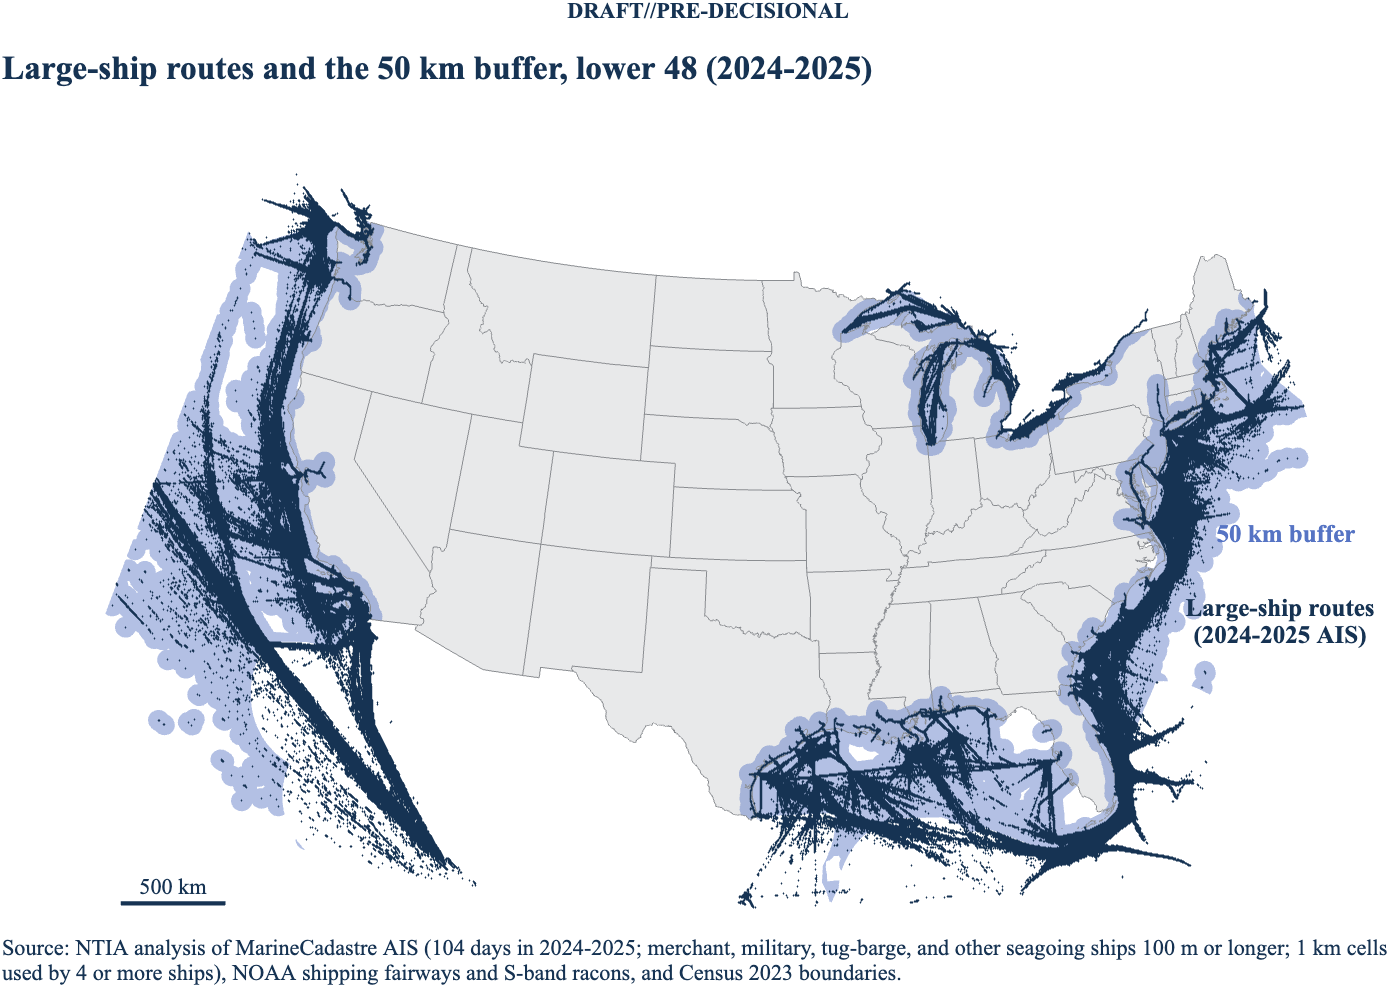 DRAFT//PRE-DECISIONAL
Large-ship routes and the 50 km buffer, lower 48 (2024-2025)
50 km buffer
Large-ship routes
(2024-2025 AIS)
500 km
Source: NTIA analysis of MarineCadastre AIS (104 days in 2024-2025; merchant, military, tug-barge, and other seagoing ships 100 m or longer; 1 km cells
used by 4 or more ships), NOAA shipping fairways and S-band racons, and Census 2023 boundaries.